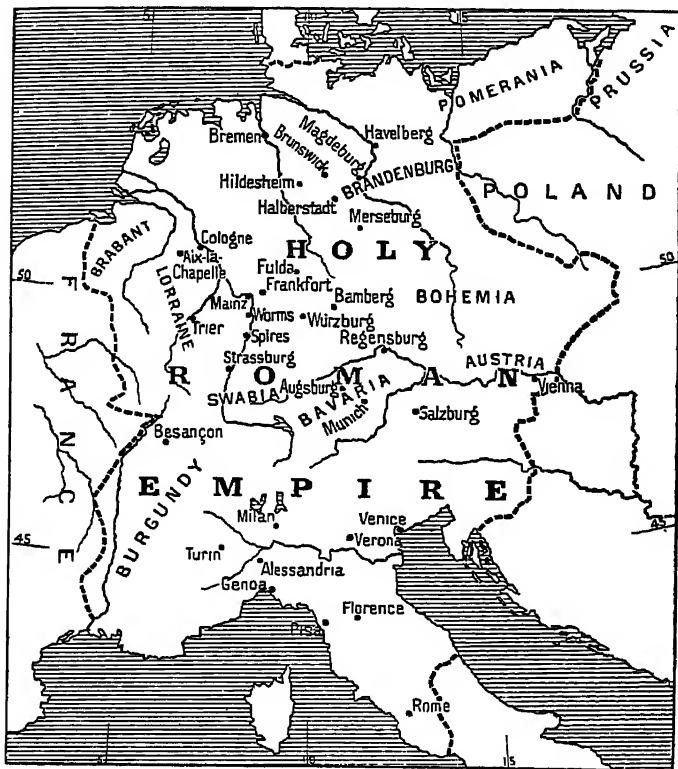 5
10
15
POMERANIA
PRUSSIA
Bremen
Brunswick
Magdeburg
Havelberg
Hildesheim
BRANDENBURG
POLAND
Halberstadt
Merseburg
BRABANT
Cologne
HOLY
50
Aix-la-
Chapelle
Fulda
50
FRANCE
LORRAINE
Frankfort
Mainz
Bamberg
BOHEMIA
Trier
Worms
Würzburg
Spires
Regensburg
Strassburg
AUSTRIA
ROMAN
SWABIA
Augsburg
BAVARIA
Vienna
Munich
Salzburg
Besançon
EMPIRE
BURGUNDY
Milan
Venice
45
45
Turin
Verona
Alessandria
Genoa
Florence
Pisa
Rome
5
10
15